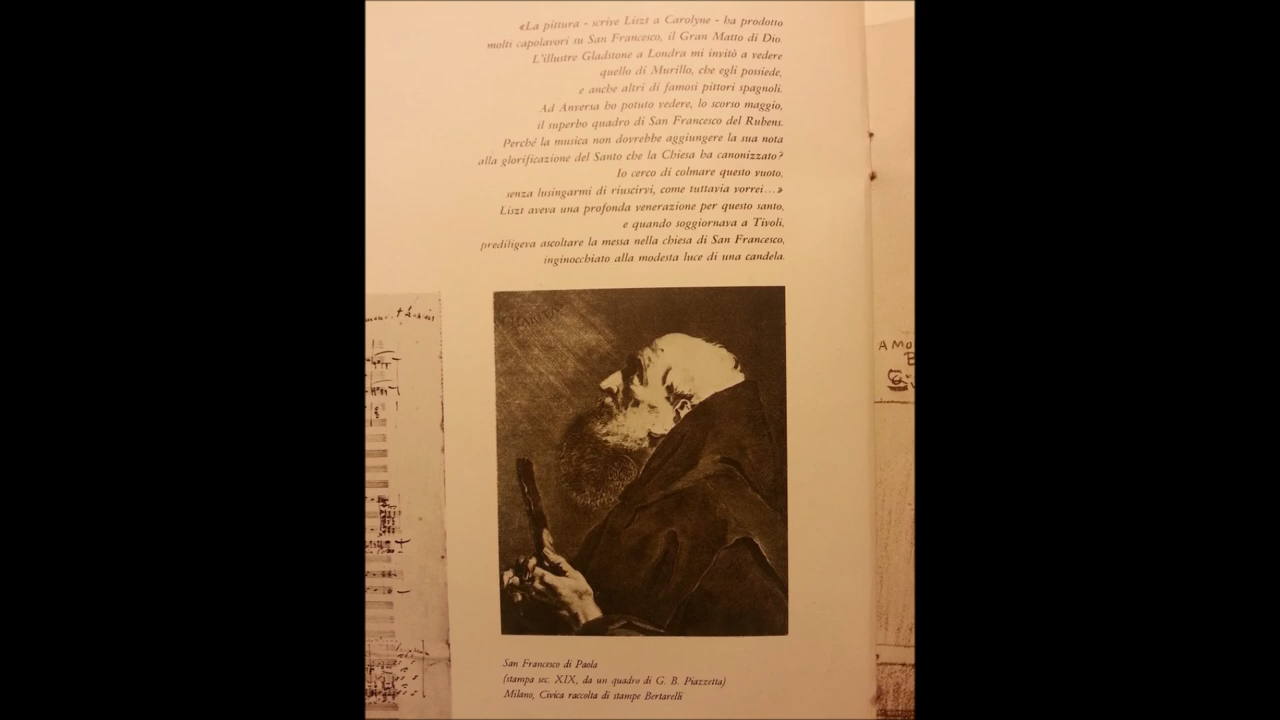 «La pittura - scrive Liszt a Carolyne - ha prodotto
molti capolavori su San Francesco, il Gran Matto di Dio.
L'illustre Gladstone a Londra mi invitò a vedere
quello di Murillo, che egli possiede,
e anche altri di famosi pittori spagnoli.
Ad Anversa ho potuto vedere, lo scorso maggio,
il superbo quadro di San Francesco del Rubens.
Perché la musica non dovrebbe aggiungere la sua nota
alla glorificazione del Santo che la Chiesa ha canonizzato?
Io cerco di colmare questo vuoto,
senza lusingarmi di riuscirvi, come tuttavia vorrei...»
Liszt aveva una profonda venerazione per questo santo,
e quando soggiornava a Tivoli,
prediligeva ascoltare la messa nella chiesa di San Francesco,
inginocchiato alla modesta luce di una candela.
AMO
San Francesco di Paola
(stampa sec. XIX, da un quadro di G. B. Piazzetta)
Milano, Civica raccolta di stampe Bertarelli